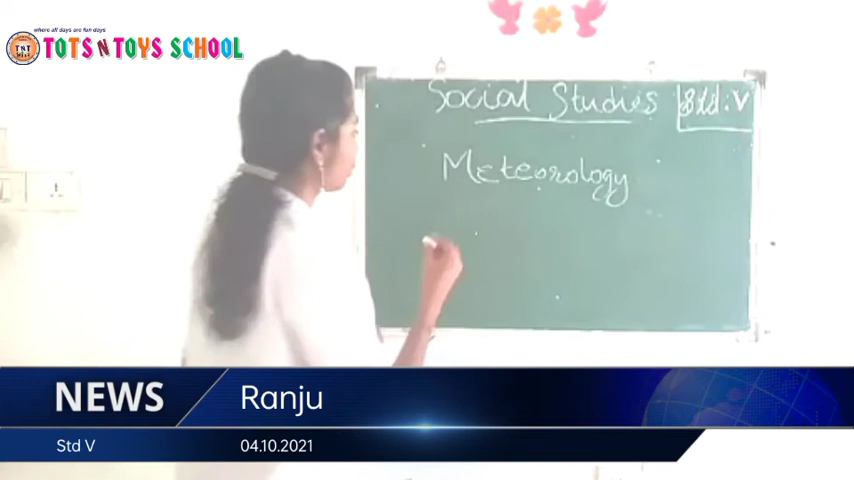 where all days are fun days
TOTS N TOYS SCHOOL
TNT
Social Studies
Std : V
Meteorology
NEWS
Ranju
Std V
04.10.2021